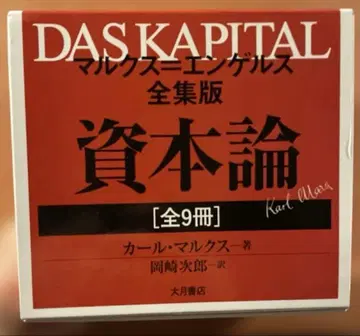 DAS KAPITAL
マルクス=エンゲルス
全集版
資本論
[全9冊]
Karl Marx
カール・マルクス—著
岡崎次郎—訳
大月書店